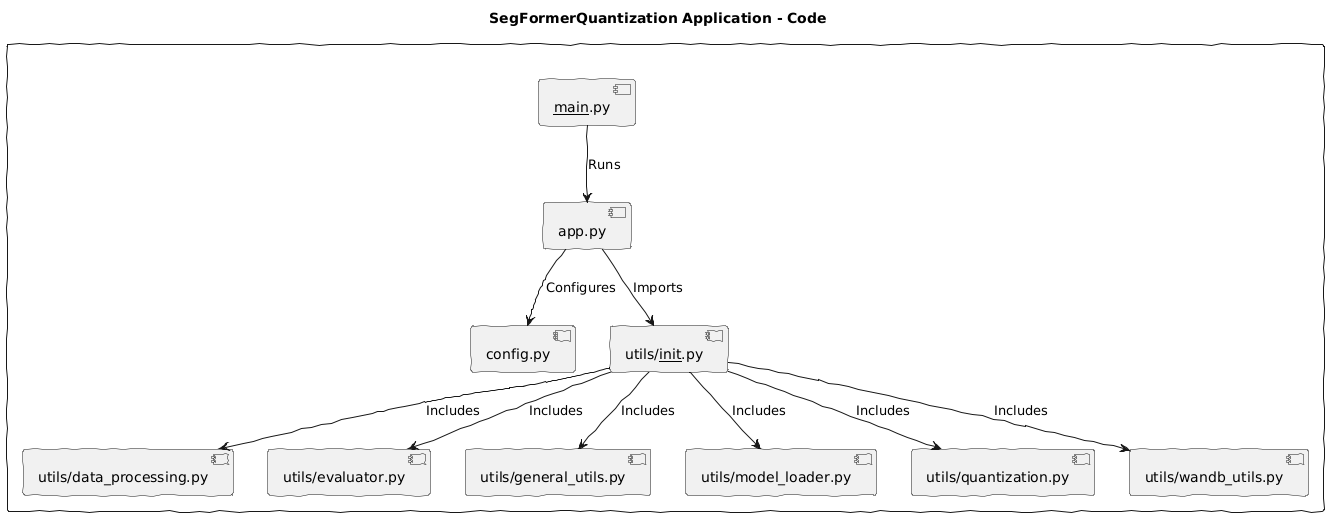 SegFormerQuantization Application - Code
main.py
Runs
app.py
Configures
Imports
config.py
utils/init.py
Includes
Includes
Includes
Includes
Includes
Includes
utils/data_processing.py
utils/evaluator.py
utils/general_utils.py
utils/model_loader.py
utils/quantization.py
utils/wandb_utils.py